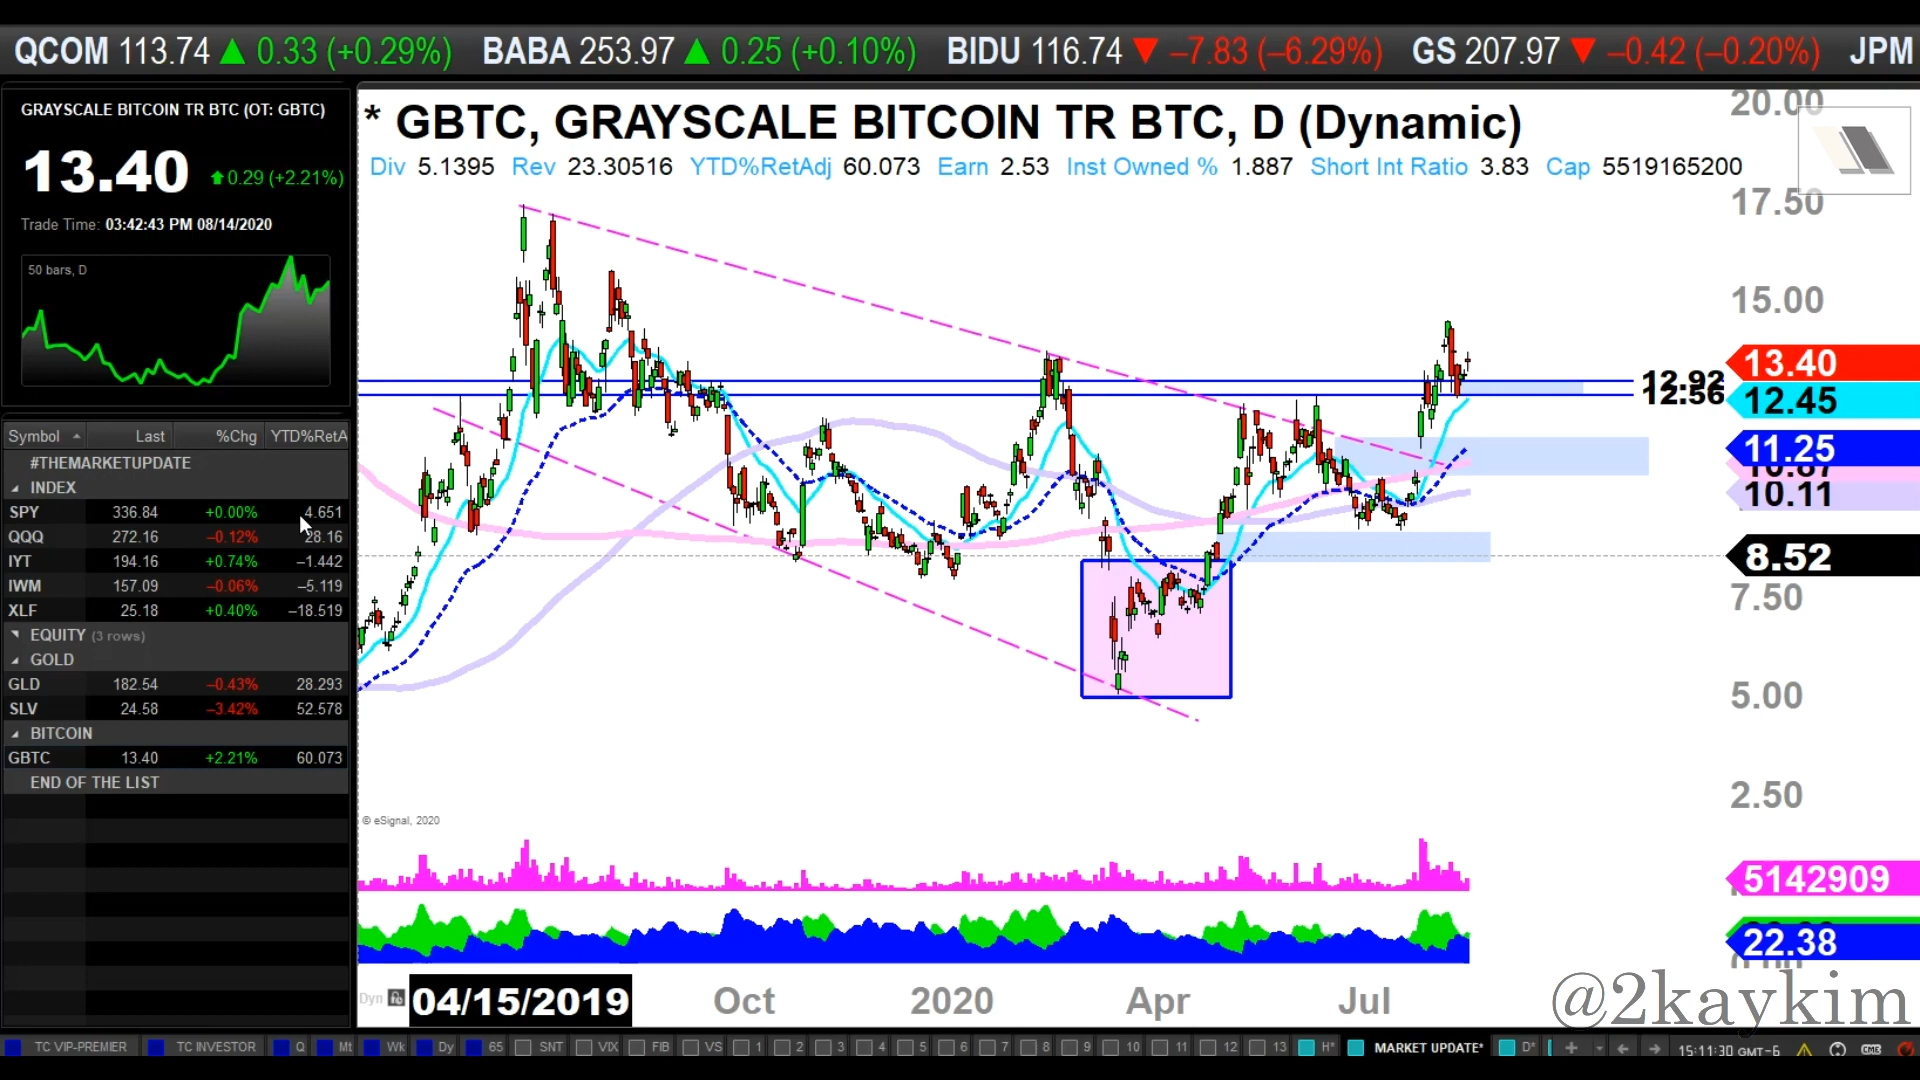 QCOM 113.74 ▲ 0.33 (+0.29%) BABA 253.97 ▲ 0.25 (+0.10%) BIDU 116.74 ▼ –7.83 (–6.29%) GS 207.97 ▼ –0.42 (–0.20%) JPM
GRAYSCALE BITCOIN TR BTC (OT: GBTC)
13.40 0.29 (+2.21%)
Trade Time: 03:42:43 PM 08/14/2020
50 bars, D
Symbol Last %Chg YTD%RetA
#THEMARKETUPDATE
INDEX
SPY 336.84 +0.00% 4.651
QQQ 272.16 –0.12% 28.16
IYT 194.16 +0.74% –1.442
IWM 157.09 –0.06% –5.119
XLF 25.18 +0.40% –18.519
EQUITY (3 rows)
GOLD
GLD 182.54 –0.43% 28.293
SLV 24.58 –3.42% 52.578
BITCOIN
GBTC 13.40 +2.21% 60.073
END OF THE LIST
* GBTC, GRAYSCALE BITCOIN TR BTC, D (Dynamic)
Div 5.1395 Rev 23.30516 YTD%RetAdj 60.073 Earn 2.53 Inst Owned % 1.887 Short Int Ratio 3.83 Cap 5519165200
20.00
17.50
15.00
13.40
12.92
12.56
12.45
11.25
10.87
10.11
8.52
7.50
5.00
2.50
© eSignal, 2020
5142909
22.38
Dyn 04/15/2019 Oct 2020 Apr Jul
@2kaykim
TC VIP-PREMIER TC INVESTOR Q Mt Wk Dy 65 SNT VIX FIB VS 1 2 3 4 5 6 7 8 9 10 11 12 13 H* MARKET UPDATE* D* 15:11:30 GMT-6 CME